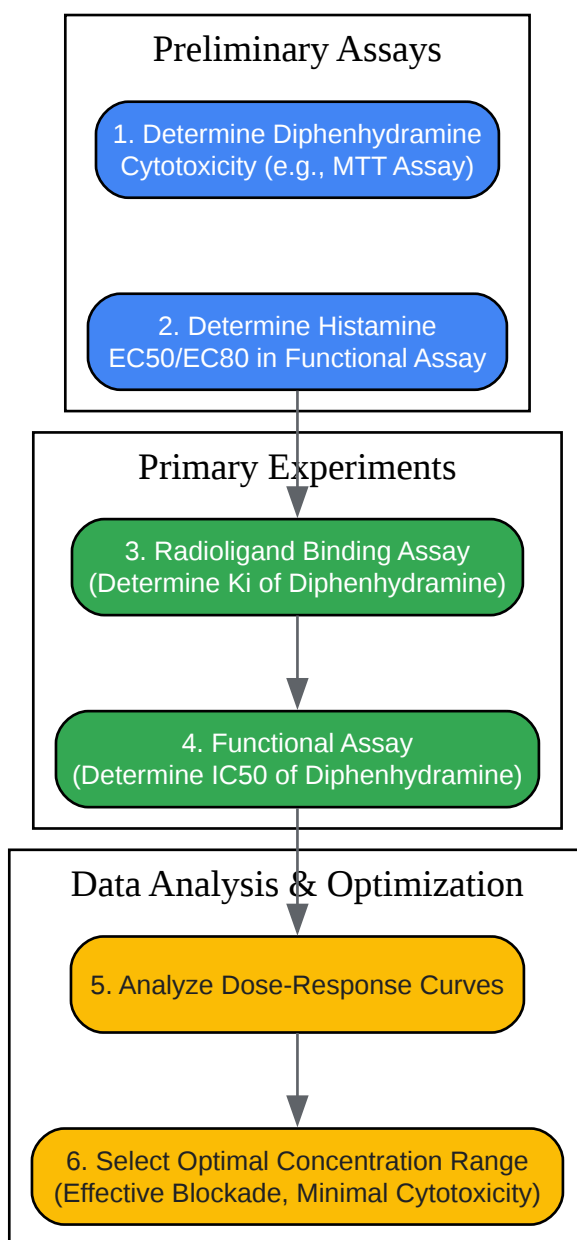 Preliminary Assays
1. Determine Diphenhydramine
Cytotoxicity (e.g., MTT Assay)
2. Determine Histamine
EC50/EC80 in Functional Assay
Primary Experiments
3. Radioligand Binding Assay
(Determine Ki of Diphenhydramine)
4. Functional Assay
(Determine IC50 of Diphenhydramine)
Data Analysis & Optimization
5. Analyze Dose-Response Curves
6. Select Optimal Concentration Range
(Effective Blockade, Minimal Cytotoxicity)